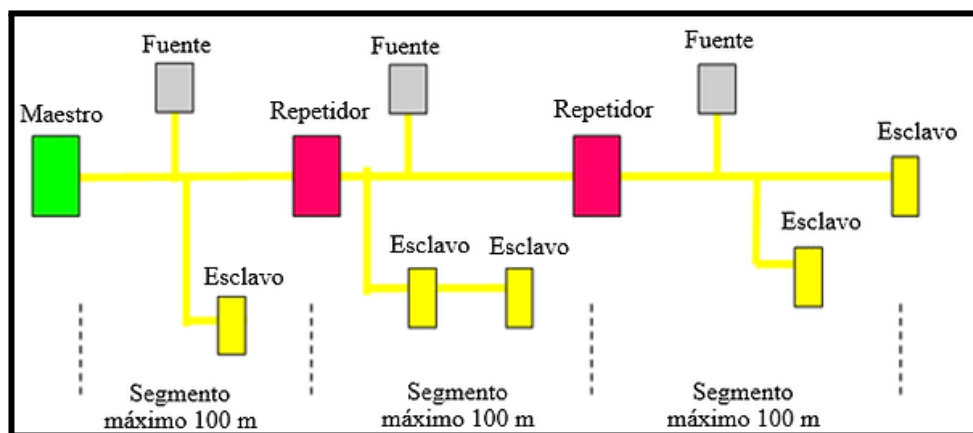 Fuente
Fuente
Fuente
Maestro
Repetidor
Repetidor
Esclavo
Esclavo
Esclavo
Esclavo
Esclavo
Segmento
máximo 100 m
Segmento
máximo 100 m
Segmento
máximo 100 m